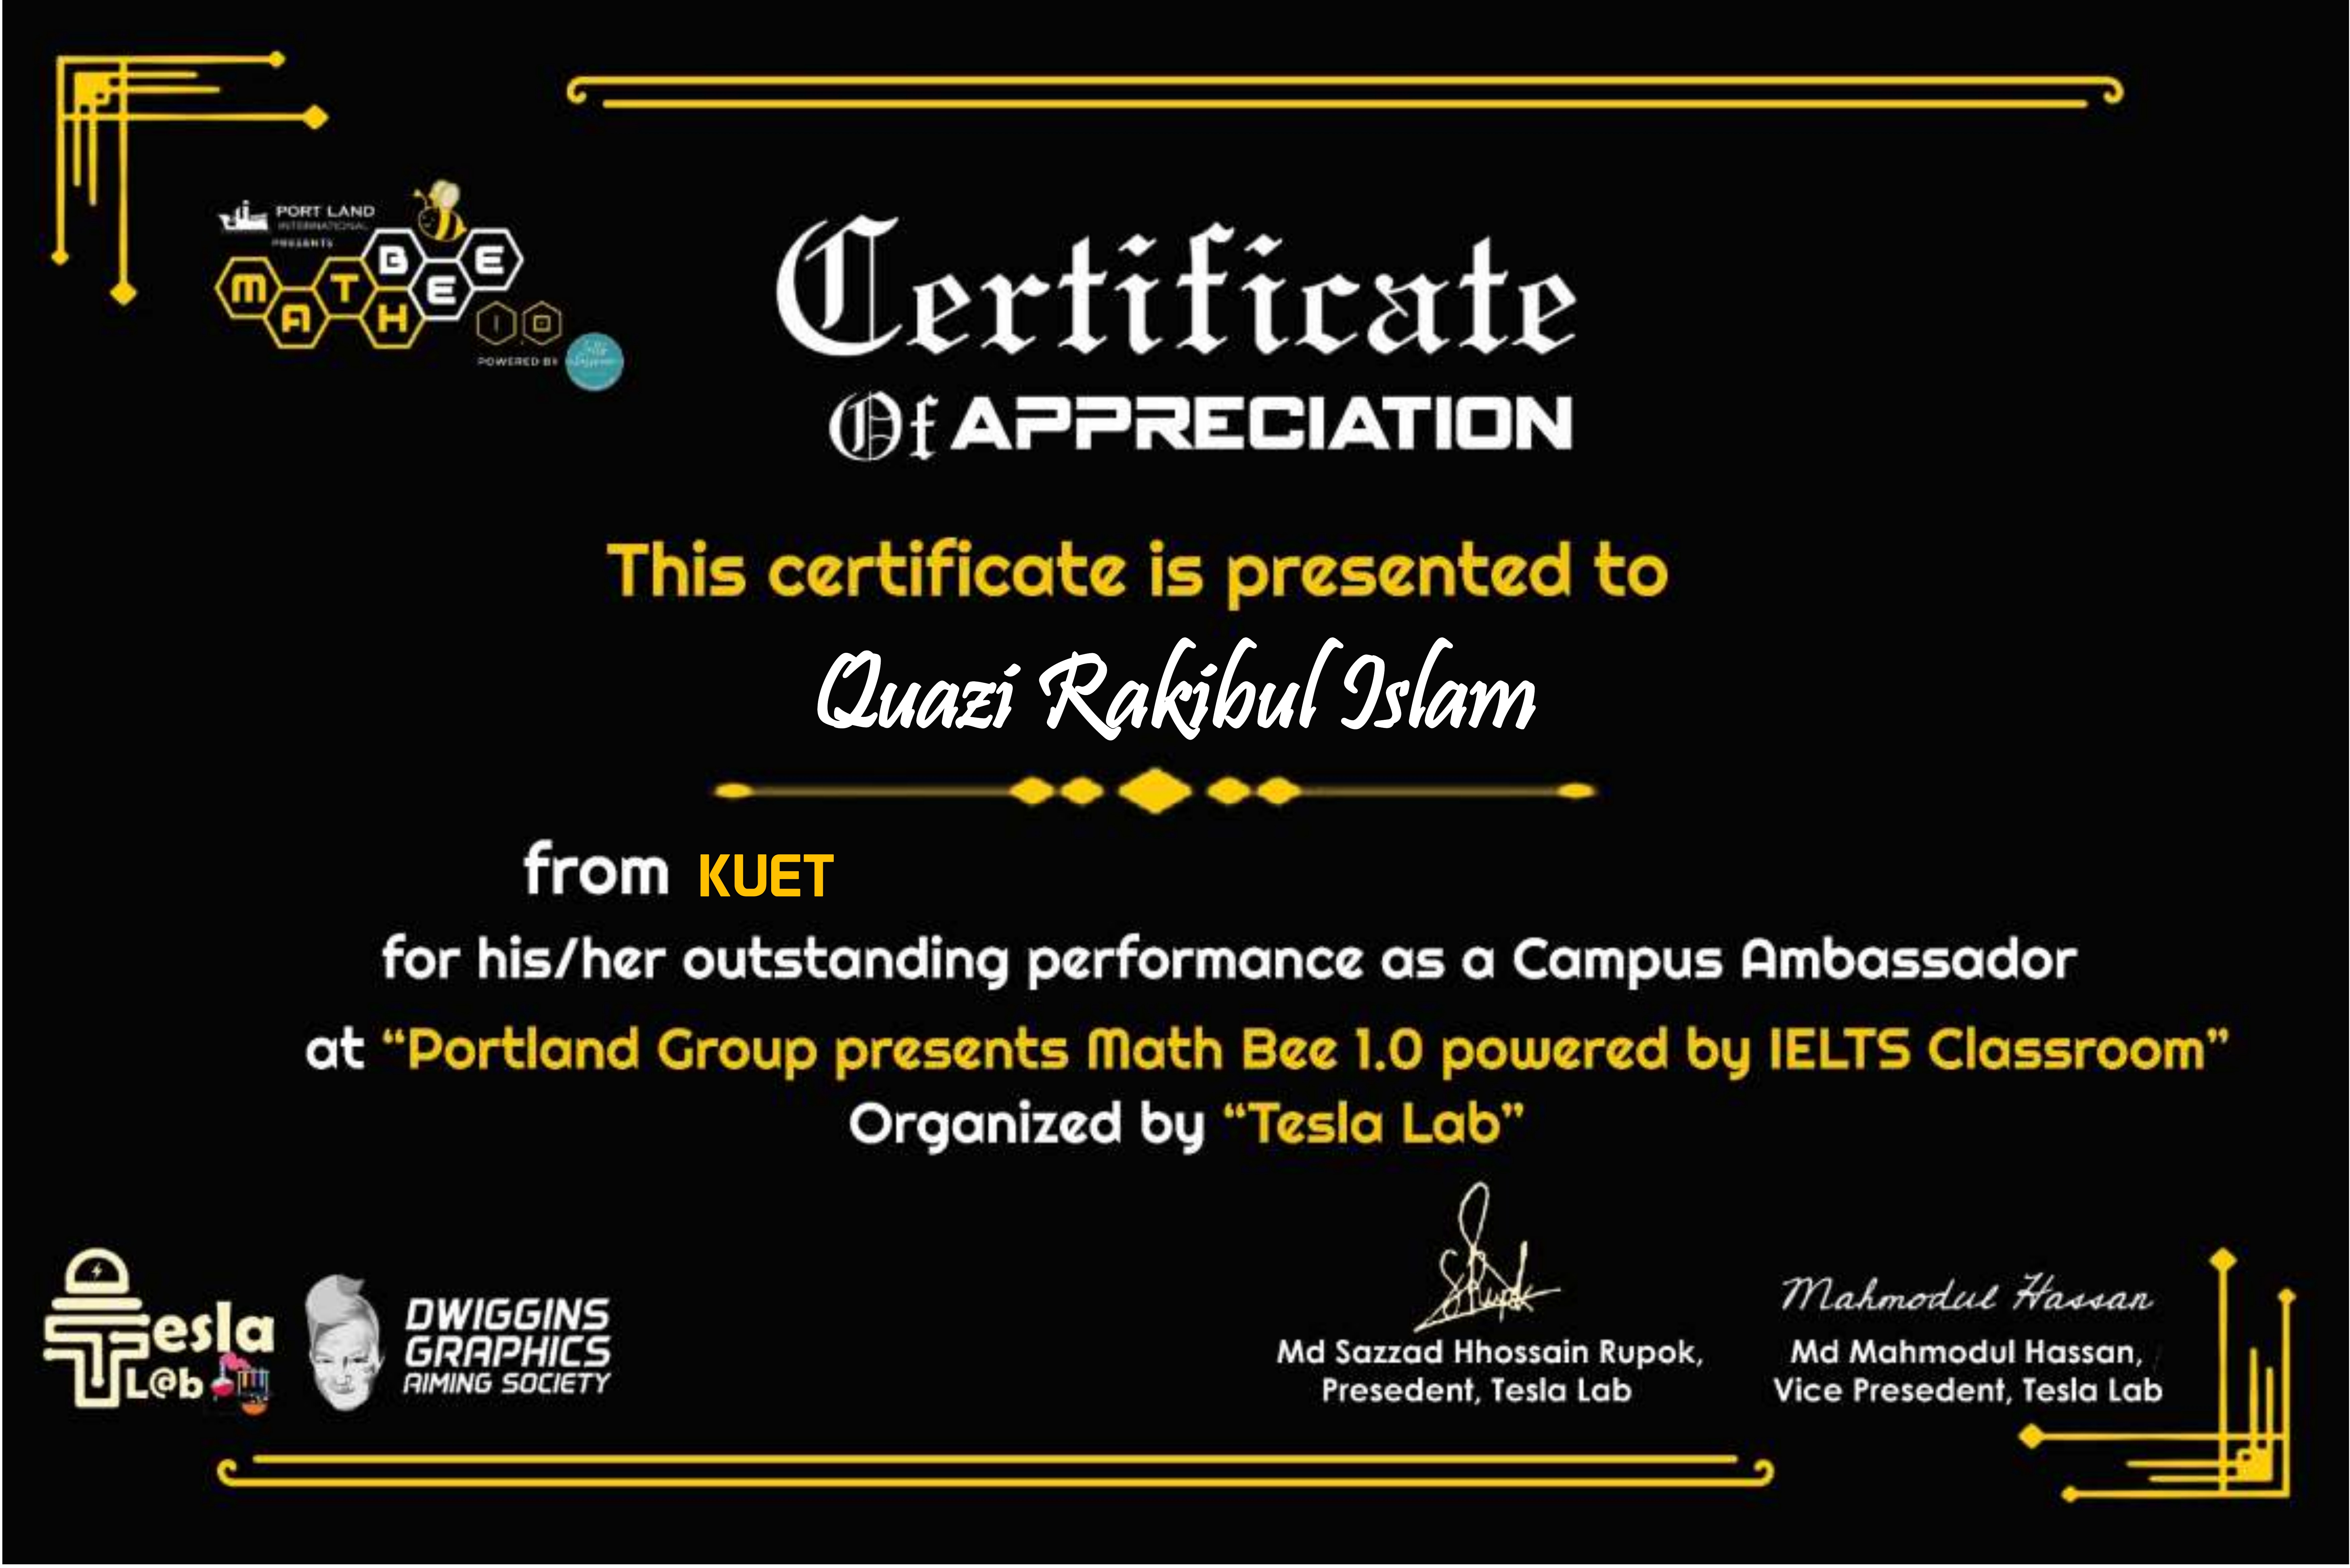 PORT LAND
INTERNATIONAL
PRESENTS
MATH BEE
1.0
POWERED BY
Certificate
Of APPRECIATION
This certificate is presented to
Quazi Rakibul Islam
from KUET
for his/her outstanding performance as a Campus Ambassador
at “Portland Group presents Math Bee 1.0 powered by IELTS Classroom”
Organized by “Tesla Lab”
Tesla
L@b
DWIGGINS
GRAPHICS
AIMING SOCIETY
Mahmodul Hassan
Md Sazzad Hhossain Rupok,
Presedent, Tesla Lab
Md Mahmodul Hassan,
Vice Presedent, Tesla Lab